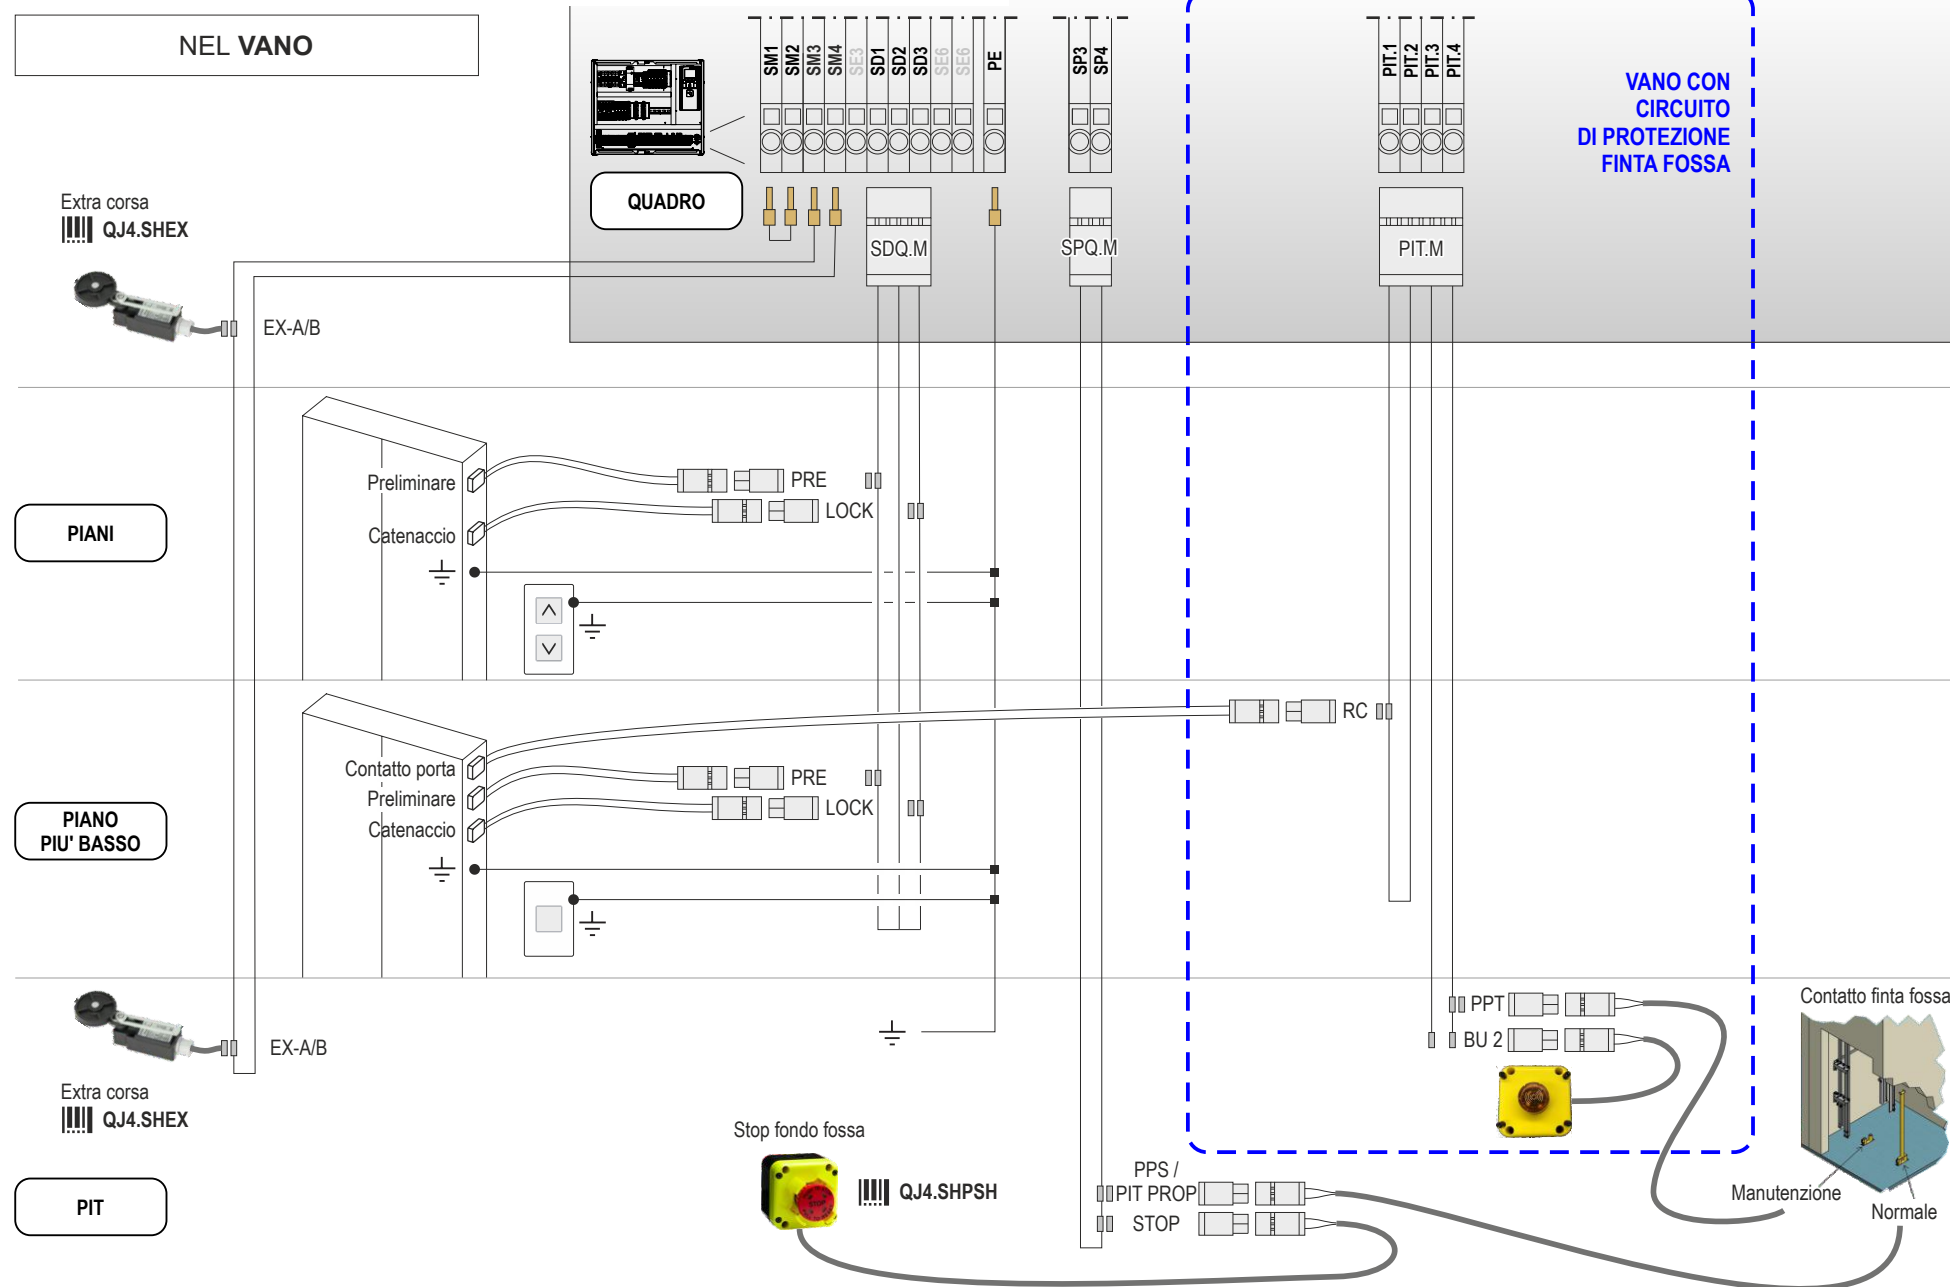 NEL VANO
SM1
SM2
SM3
SM4
SE3
SD1
SD2
SD3
SE6
SE6
PE
SP3
SP4
PIT.1
PIT.2
PIT.3
PIT.4
VANO CON
CIRCUITO
DI PROTEZIONE
FINTA FOSSA
QUADRO
Extra corsa
QJ4.SHEX
SDQ.M
SPQ.M
PIT.M
EX-A/B
Preliminare
PRE
LOCK
Catenaccio
PIANI
RC
Contatto porta
PRE
Preliminare
LOCK
Catenaccio
PIANO
PIU' BASSO
PPT
Contatto finta fossa
BU 2
EX-A/B
Extra corsa
QJ4.SHEX
Stop fondo fossa
STOP
QJ4.SHPSH
PPS /
PIT PROP
STOP
Manutenzione
Normale
PIT